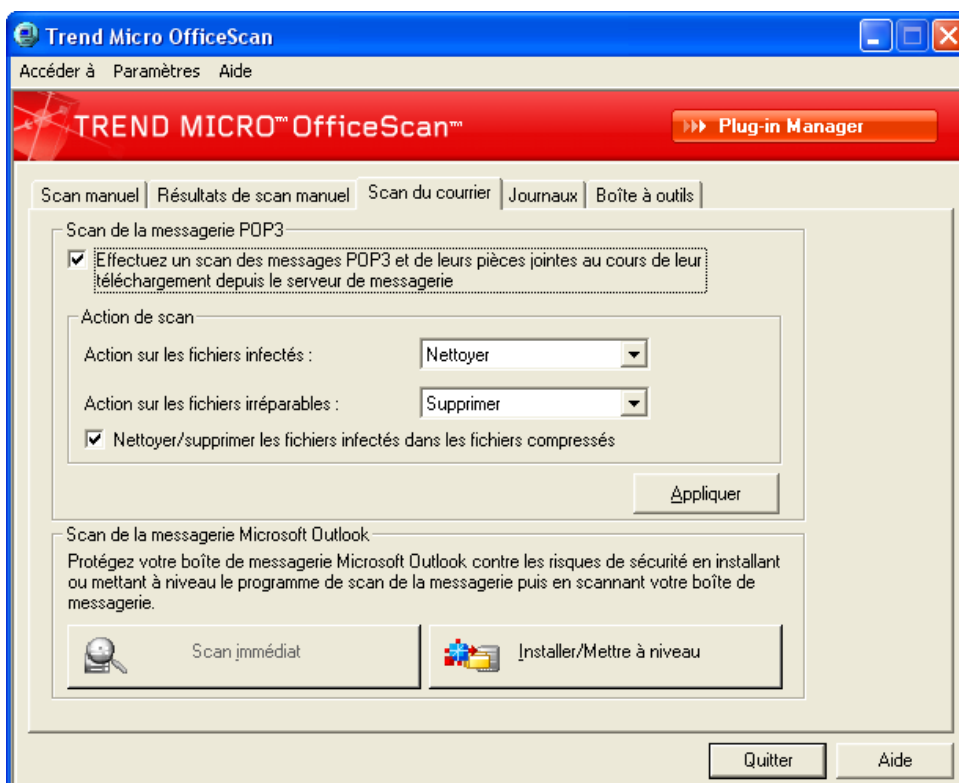 Trend Micro OfficeScan
Accéder à Paramètres Aide
TREND MICRO™ OfficeScan™
Plug-in Manager
Scan manuel Résultats de scan manuel Scan du courrier Journaux Boîte à outils
Scan de la messagerie POP3
Effectuez un scan des messages POP3 et de leurs pièces jointes au cours de leur
téléchargement depuis le serveur de messagerie
Action de scan
Action sur les fichiers infectés : Nettoyer
Action sur les fichiers irréparables : Supprimer
Nettoyer/supprimer les fichiers infectés dans les fichiers compressés
Appliquer
Scan de la messagerie Microsoft Outlook
Protégez votre boîte de messagerie Microsoft Outlook contre les risques de sécurité en installant
ou mettant à niveau le programme de scan de la messagerie puis en scannant votre boîte de
messagerie.
Scan immédiat
Installer/Mettre à niveau
Quitter Aide